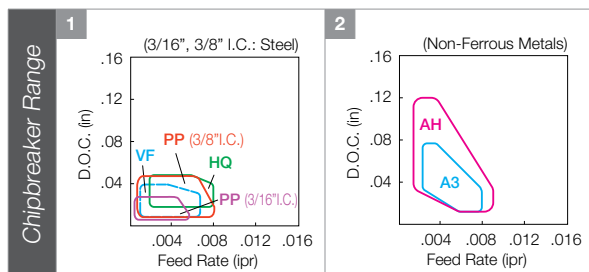 Chipbreaker Range
1
(3/16", 3/8" I.C.: Steel)
D.O.C. (in)
.16
.12
.08
.04
VF
PP (3/8"I.C.)
HQ
PP (3/16"I.C.)
.004 .008 .012 .016
Feed Rate (ipr)
2
(Non-Ferrous Metals)
D.O.C. (in)
.16
.12
.08
.04
AH
A3
.004 .008 .012 .016
Feed Rate (ipr)